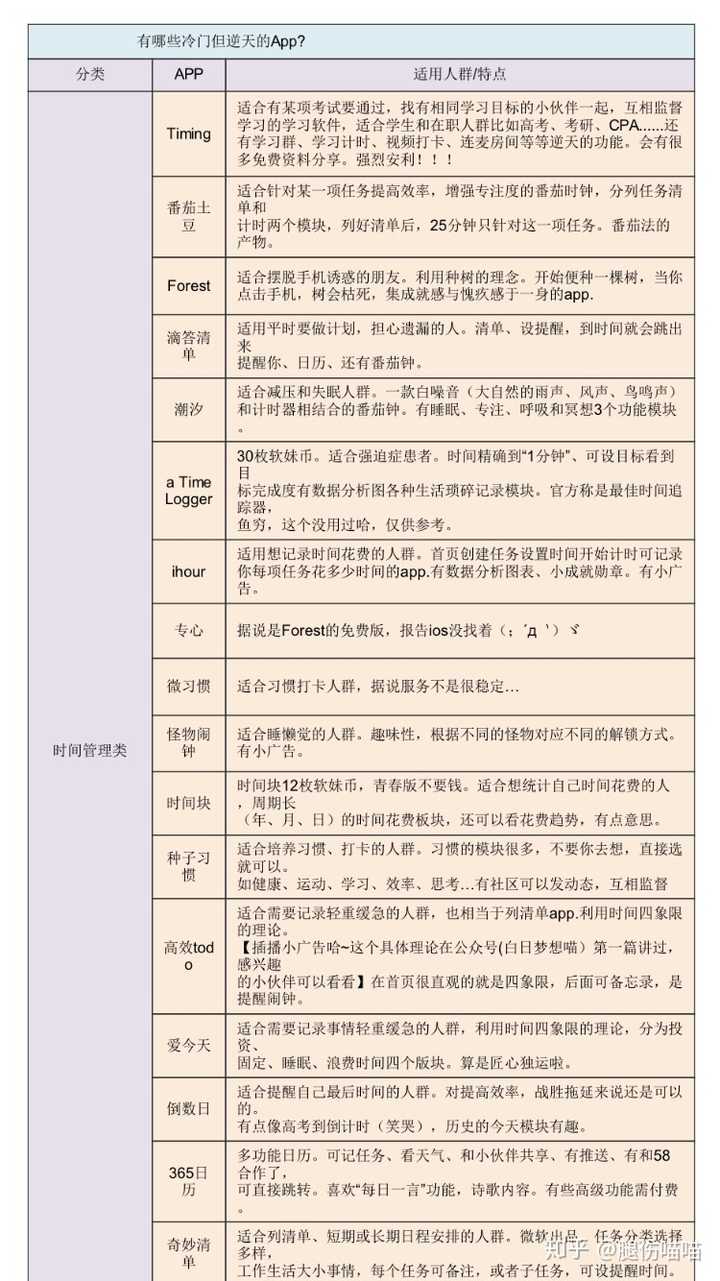 有哪些冷门但逆天的App?
分类
APP
适用人群/特点
时间管理类
Timing
适合有某项考试要通过，找有相同学习目标的小伙伴一起，互相监督
学习的学习软件，适合学生和在职人群比如高考、考研、CPA......还
有学习群、学习计时、视频打卡、连麦房间等等逆天的功能。会有很
多免费资料分享。强烈安利！！！
番茄土
豆
适合针对某一项任务提高效率，增强专注度的番茄时钟，分列任务清
单和
计时两个模块，列好清单后，25分钟只针对这一项任务。番茄法的
产物。
Forest
适合摆脱手机诱惑的朋友。利用种树的理念。开始便种一棵树，当你
点击手机，树会枯死，集成就感与愧疚感于一身的app.
滴答清
单
适用平时要做计划，担心遗漏的人。清单、设提醒，到时间就会跳出
来
提醒你、日历、还有番茄钟。
潮汐
适合减压和失眠人群。一款白噪音（大自然的雨声、风声、鸟鸣声）
和计时器相结合的番茄钟。有睡眠、专注、呼吸和冥想3个功能模块
。
a Time
Logger
30枚软妹币。适合强迫症患者。时间精确到“1分钟”、可设目标看到
目
标完成度有数据分析图各种生活琐碎记录模块。官方称是最佳时间追
踪器，
鱼穷，这个没用过哈，仅供参考。
ihour
适用想记录时间花费的人群。首页创建任务设置时间开始计时可记录
你每项任务花多少时间的app.有数据分析图表、小成就勋章。有小广
告。
专心
据说是Forest的免费版，报告ios没找着（；´д｀）ゞ
微习惯
适合习惯打卡人群，据说服务不是很稳定…
怪物闹
钟
适合睡懒觉的人群。趣味性，根据不同的怪物对应不同的解锁方式。
有小广告。
时间块
时间块12枚软妹币，青春版不要钱。适合想统计自己时间花费的人
，周期长
（年、月、日）的时间花费板块，还可以看花费趋势，有点意思。
种子习
惯
适合培养习惯、打卡的人群。习惯的模块很多，不要你去想，直接选
就可以。
如健康、运动、学习、效率、思考…有社区可以发动态，互相监督
高效tod
o
适合需要记录轻重缓急的人群，也相当于列清单app.利用时间四象限
的理论。
【插播小广告哈~这个具体理论在公众号(白日梦想喵）第一篇讲过，
感兴趣
的小伙伴可以看看】在首页很直观的就是四象限，后面可备忘录，是
提醒闹钟。
爱今天
适合需要记录事情轻重缓急的人群，利用时间四象限的理论，分为投
资、
固定、睡眠、浪费时间四个版块。算是匠心独运啦。
倒数日
适合提醒自己最后时间的人群。对提高效率，战胜拖延来说还是可以
的。
有点像高考到倒计时（笑哭），历史的今天模块有趣。
365日
历
多功能日历。可记任务、看天气、和小伙伴共享、有推送、有和58
合作了，
可直接跳转。喜欢“每日一言”功能，诗歌内容。有些高级功能需付费
。
奇妙清
单
适合列清单、短期或长期日程安排的人群。微软出品，任务分类选择
多样，
工作生活大小事情，每个任务可备注，或者子任务，可设提醒时间。
知乎 @腿伤喵喵